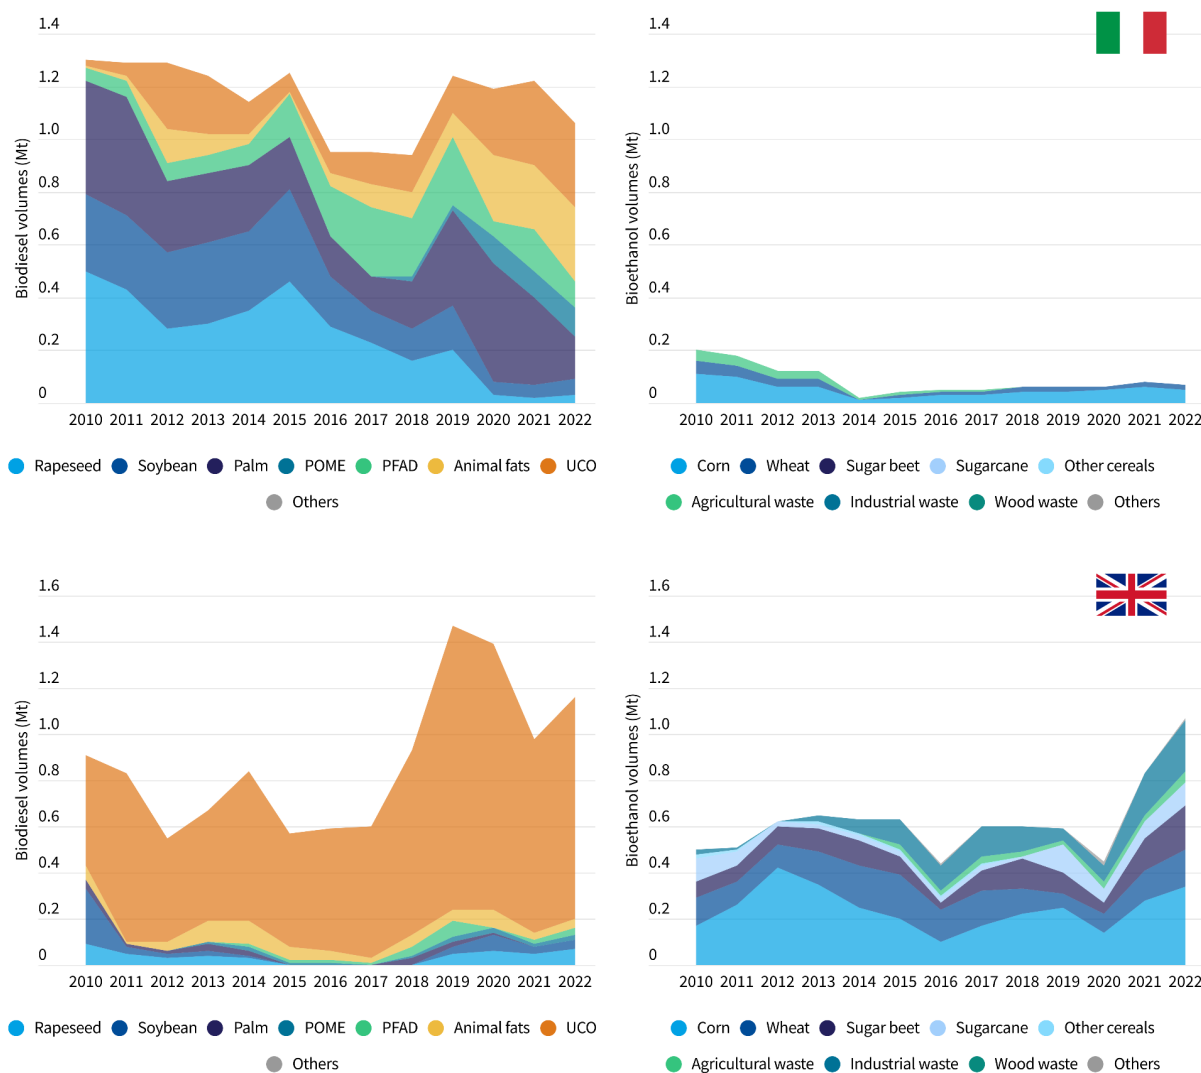 1.4
1.2
1.0
0.8
0.6
0.4
0.2
0
Biodiesel volumes (Mt)
2010 2011 2012 2013 2014 2015 2016 2017 2018 2019 2020 2021 2022
Rapeseed Soybean Palm POME PFAD Animal fats UCO
Others
1.4
1.2
1.0
0.8
0.6
0.4
0.2
0
Bioethanol volumes (Mt)
2010 2011 2012 2013 2014 2015 2016 2017 2018 2019 2020 2021 2022
Corn Wheat Sugar beet Sugarcane Other cereals
Agricultural waste Industrial waste Wood waste Others
1.6
1.4
1.2
1.0
0.8
0.6
0.4
0.2
0
Biodiesel volumes (Mt)
2010 2011 2012 2013 2014 2015 2016 2017 2018 2019 2020 2021 2022
Rapeseed Soybean Palm POME PFAD Animal fats UCO
Others
1.6
1.4
1.2
1.0
0.8
0.6
0.4
0.2
0
Bioethanol volumes (Mt)
2010 2011 2012 2013 2014 2015 2016 2017 2018 2019 2020 2021 2022
Corn Wheat Sugar beet Sugarcane Other cereals
Agricultural waste Industrial waste Wood waste Others